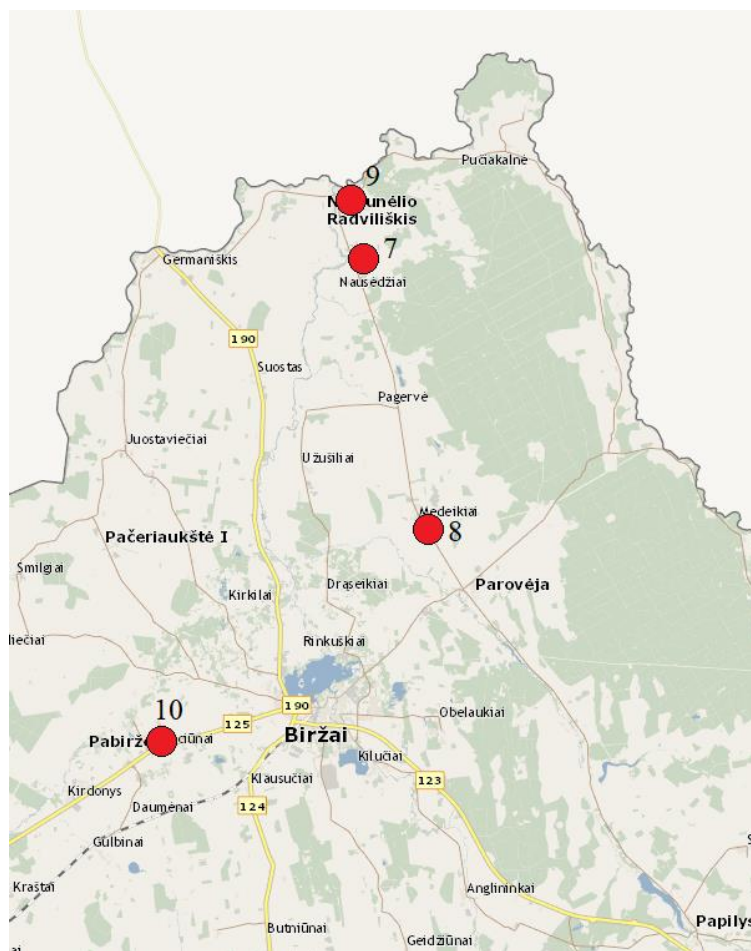 Pučiakalnė
9
Radviliškis
7
Germaniškis
Nausėdžiai
190
Suostas
Pagervė
Juostaviečiai
Užušiliai
Medeikiai
8
Pačeriaukštė I
Smilgiai
Drąseikiai
Parovėja
Kirkilai
Rinkuškiai
190
10
125
Obelaukiai
Biržai
Kilučiai
Kirdonys
Klausučiai
123
Daumėnai
124
Gulbinai
Kraštai
Anglininkai
Papilys
Butniūnai
Geidžiūnai